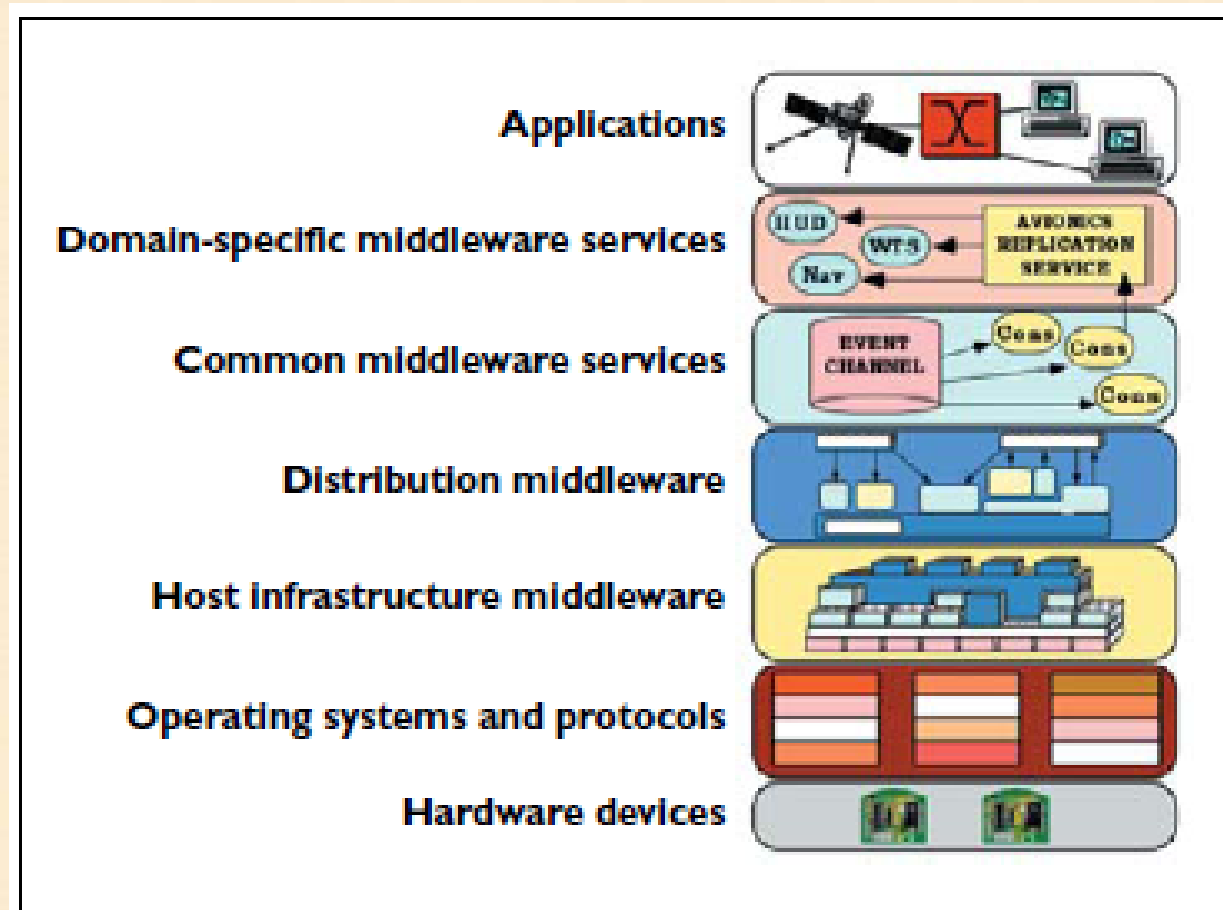 Applications
Domain-specific middleware services
HUD
WTS
Nav
AVIONICS
REPLICATION
SERVICE
Common middleware services
EVENT
CHANNEL
Cons
Cons
Conn
Distribution middleware
Host infrastructure middleware
Operating systems and protocols
Hardware devices